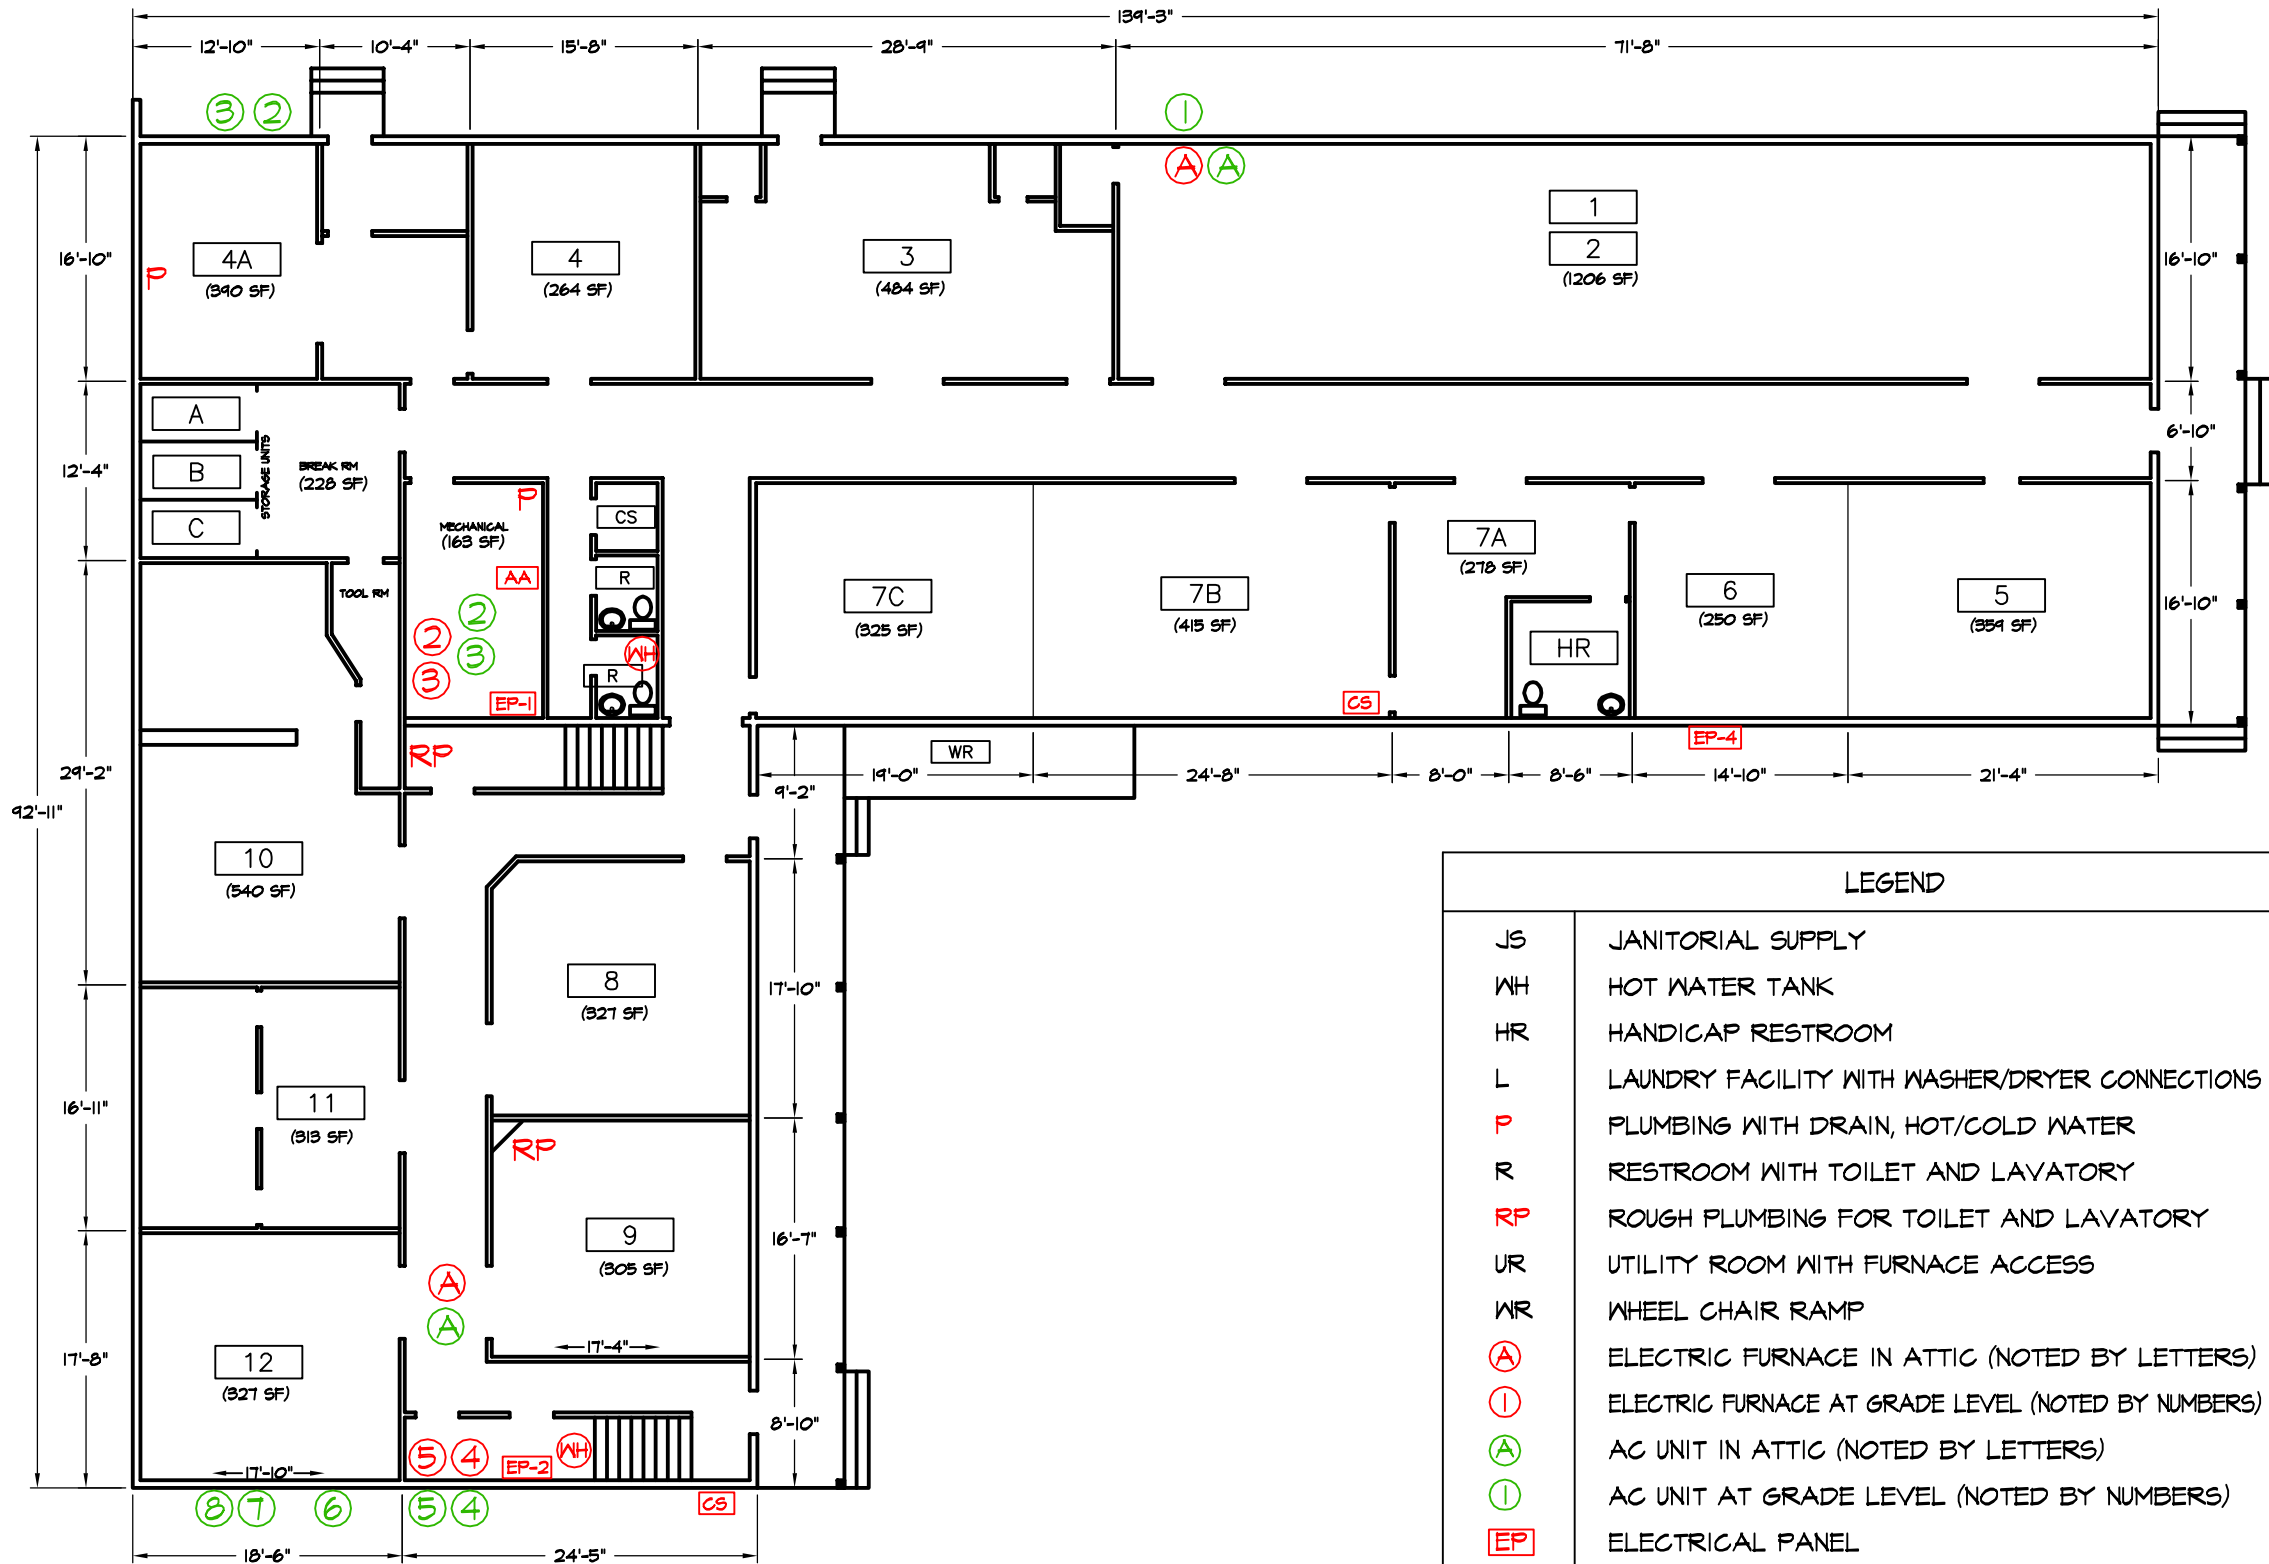 139'-3"
12'-10" 10'-4" 15'-8" 28'-9" 71'-8"
3 2 1
A A
1
2
(1206 SF)
4A
(390 SF)
P
4
(264 SF)
3
(484 SF)
16'-10" 16'-10"
A
B
C
STORAGE UNITS
BREAK RM
(228 SF)
12'-4"
6'-10"
MECHANICAL
(163 SF)
P
AA
2
3
2
3
EP-1
CS
R
R
WH
TOOL RM
7C
(325 SF)
7B
(415 SF)
7A
(278 SF)
HR
6
(250 SF)
5
(359 SF)
16'-10"
CS
EP-4
RP
WR
19'-0" 24'-8" 8'-0" 8'-6" 14'-10" 21'-4"
9'-2"
29'-2"
92'-11"
10
(540 SF)
8
(327 SF)
17'-10"
11
(313 SF)
16'-11"
RP
9
(305 SF)
16'-7"
17'-4"
A
A
12
(327 SF)
17'-8"
17'-10"
8'-10"
5 4 EP-2 WH
8 7 6 5 4 CS
18'-6" 24'-5"
LEGEND
JS JANITORIAL SUPPLY
WH HOT WATER TANK
HR HANDICAP RESTROOM
L LAUNDRY FACILITY WITH WASHER/DRYER CONNECTIONS
P PLUMBING WITH DRAIN, HOT/COLD WATER
R RESTROOM WITH TOILET AND LAVATORY
RP ROUGH PLUMBING FOR TOILET AND LAVATORY
UR UTILITY ROOM WITH FURNACE ACCESS
WR WHEEL CHAIR RAMP
A ELECTRIC FURNACE IN ATTIC (NOTED BY LETTERS)
1 ELECTRIC FURNACE AT GRADE LEVEL (NOTED BY NUMBERS)
A AC UNIT IN ATTIC (NOTED BY LETTERS)
1 AC UNIT AT GRADE LEVEL (NOTED BY NUMBERS)
EP ELECTRICAL PANEL